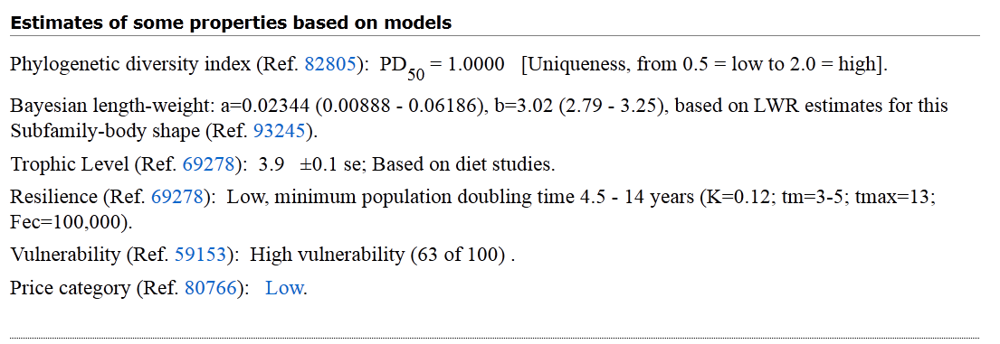 Estimates of some properties based on models
Phylogenetic diversity index (Ref. 82805):  PD50 = 1.0000   [Uniqueness, from 0.5 = low to 2.0 = high].
Bayesian length-weight: a=0.02344 (0.00888 - 0.06186), b=3.02 (2.79 - 3.25), based on LWR estimates for this
Subfamily-body shape (Ref. 93245).
Trophic Level (Ref. 69278):  3.9   ±0.1 se; Based on diet studies.
Resilience (Ref. 69278):  Low, minimum population doubling time 4.5 - 14 years (K=0.12; tm=3-5; tmax=13;
Fec=100,000).
Vulnerability (Ref. 59153):  High vulnerability (63 of 100) .
Price category (Ref. 80766):   Low.